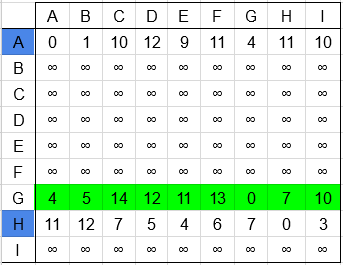 A B C D E F G H I
A 0 1 10 12 9 11 4 11 10
B ∞ ∞ ∞ ∞ ∞ ∞ ∞ ∞ ∞
C ∞ ∞ ∞ ∞ ∞ ∞ ∞ ∞ ∞
D ∞ ∞ ∞ ∞ ∞ ∞ ∞ ∞ ∞
E ∞ ∞ ∞ ∞ ∞ ∞ ∞ ∞ ∞
F ∞ ∞ ∞ ∞ ∞ ∞ ∞ ∞ ∞
G 4 5 14 12 11 13 0 7 10
H 11 12 7 5 4 6 7 0 3
I ∞ ∞ ∞ ∞ ∞ ∞ ∞ ∞ ∞